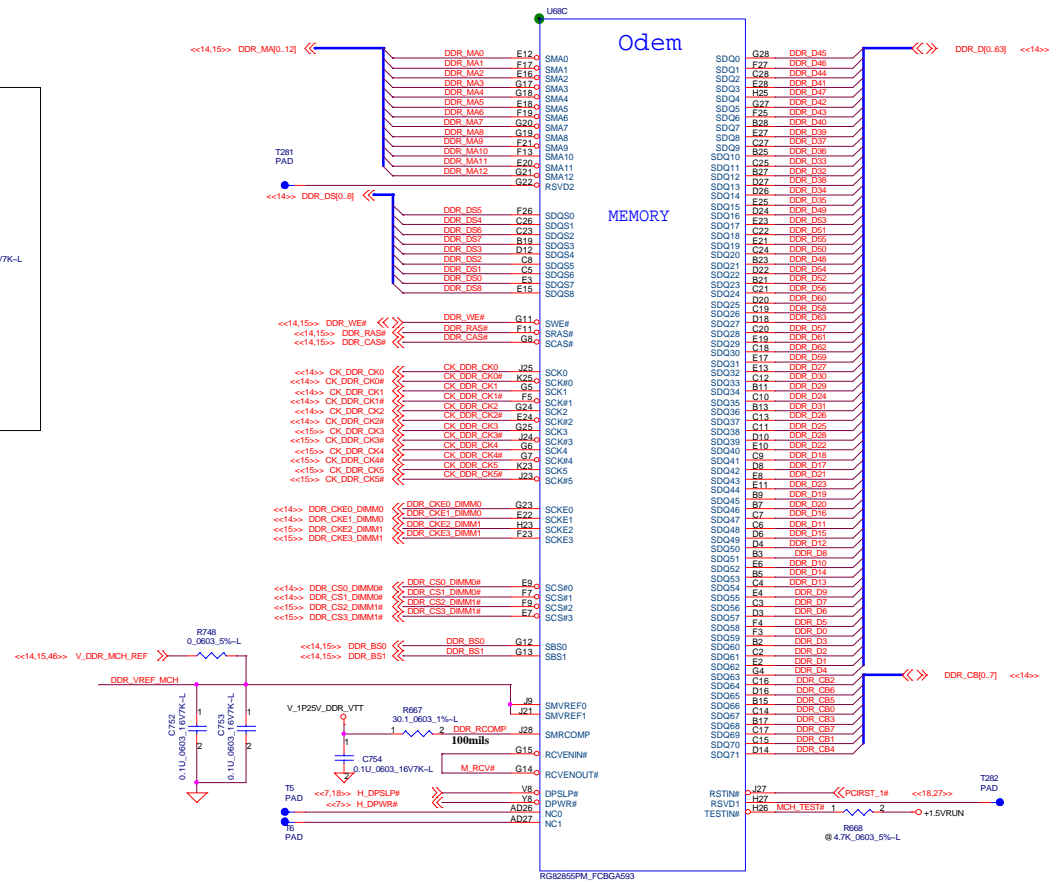 U68C
Odem
MEMORY
/7K~L
<<14,15>> DDR_MA[0..12]
DDR_MA0 E12 SMA0
DDR_MA1 F17 SMA1
DDR_MA2 E16 SMA2
DDR_MA3 G17 SMA3
DDR_MA4 G18 SMA4
DDR_MA5 E18 SMA5
DDR_MA6 F19 SMA6
DDR_MA7 G20 SMA7
DDR_MA8 G19 SMA8
DDR_MA9 F21 SMA9
DDR_MA10 F13 SMA10
DDR_MA11 E20 SMA11
DDR_MA12 G21 SMA12
T281
PAD
G22 RSVD2
<<14>> DDR_DS[0..8]
DDR_DS5 F26 SDQS0
DDR_DS4 C26 SDQS1
DDR_DS6 C23 SDQS2
DDR_DS7 B19 SDQS3
DDR_DS3 D12 SDQS4
DDR_DS2 C8 SDQS5
DDR_DS1 C5 SDQS6
DDR_DS0 E3 SDQS7
DDR_DS8 E15 SDQS8
<<14,15>> DDR_WE# DDR_WE# G11 SWE#
<<14,15>> DDR_RAS# DDR_RAS# F11 SRAS#
<<14,15>> DDR_CAS# DDR_CAS# G8 SCAS#
<<14>> CK_DDR_CK0 CK_DDR_CK0 J25 SCK0
<<14>> CK_DDR_CK0# CK_DDR_CK0# K25 SCK#0
<<14>> CK_DDR_CK1 CK_DDR_CK1 G5 SCK1
<<14>> CK_DDR_CK1# CK_DDR_CK1# F5 SCK#1
<<14>> CK_DDR_CK2 CK_DDR_CK2 G24 SCK2
<<14>> CK_DDR_CK2# CK_DDR_CK2# E24 SCK#2
<<15>> CK_DDR_CK3 CK_DDR_CK3 G25 SCK3
<<15>> CK_DDR_CK3# CK_DDR_CK3# J24 SCK#3
<<15>> CK_DDR_CK4 CK_DDR_CK4 G6 SCK4
<<15>> CK_DDR_CK4# CK_DDR_CK4# G7 SCK#4
<<15>> CK_DDR_CK5 CK_DDR_CK5 K23 SCK5
<<15>> CK_DDR_CK5# CK_DDR_CK5# J23 SCK#5
<<14>> DDR_CKE0_DIMM0 DDR_CKE0_DIMM0 G23 SCKE0
<<14>> DDR_CKE1_DIMM0 DDR_CKE1_DIMM0 E22 SCKE1
<<15>> DDR_CKE2_DIMM1 DDR_CKE2_DIMM1 H23 SCKE2
<<15>> DDR_CKE3_DIMM1 DDR_CKE3_DIMM1 F23 SCKE3
<<14>> DDR_CS0_DIMM0# DDR_CS0_DIMM0# E9 SCS#0
<<14>> DDR_CS1_DIMM0# DDR_CS1_DIMM0# F7 SCS#1
<<15>> DDR_CS2_DIMM1# DDR_CS2_DIMM1# F9 SCS#2
<<15>> DDR_CS3_DIMM1# DDR_CS3_DIMM1# E7 SCS#3
<<14,15>> DDR_BS0 DDR_BS0 G12 SBS0
<<14,15>> DDR_BS1 DDR_BS1 G13 SBS1
R748
0_0603_5%~L
<<14,15,46>> V_DDR_MCH_REF
DDR_VREF_MCH
J9 SMVREF0
J21 SMVREF1
C752
0.1U_0603_16V7K~L
1
2
C753
0.1U_0603_16V7K~L
1
2
V_1P25V_DDR_VTT
R667
30.1_0603_1%~L
1 2 DDR_RCOMP J28 SMRCOMP
100mils
1
2
C754
0.1U_0603_16V7K~L
G15 RCVENIN#
M_RCV# G14 RCVENOUT#
<<7,18>> H_DPSLP# V8 DPSLP#
<<7>> H_DPWR# Y8 DPWR#
T5
PAD
AD26 NC0
AD27 NC1
T6
PAD
RG82855PM_FCBGA593
DDR_D[0..63] <<14>>
SDQ0 G28 DDR_D45
SDQ1 F27 DDR_D46
SDQ2 C28 DDR_D44
SDQ3 E28 DDR_D41
SDQ4 H25 DDR_D47
SDQ5 G27 DDR_D42
SDQ6 F25 DDR_D43
SDQ7 B28 DDR_D40
SDQ8 E27 DDR_D39
SDQ9 C27 DDR_D37
SDQ10 B25 DDR_D36
SDQ11 C25 DDR_D33
SDQ12 B27 DDR_D32
SDQ13 D27 DDR_D38
SDQ14 D26 DDR_D34
SDQ15 E25 DDR_D35
SDQ16 D24 DDR_D49
SDQ17 E23 DDR_D53
SDQ18 C22 DDR_D51
SDQ19 E21 DDR_D55
SDQ20 C24 DDR_D50
SDQ21 B23 DDR_D48
SDQ22 D22 DDR_D54
SDQ23 B21 DDR_D52
SDQ24 C21 DDR_D56
SDQ25 D20 DDR_D60
SDQ26 C19 DDR_D58
SDQ27 D18 DDR_D63
SDQ28 C20 DDR_D57
SDQ29 E19 DDR_D61
SDQ30 C18 DDR_D62
SDQ31 E17 DDR_D59
SDQ32 E13 DDR_D27
SDQ33 C12 DDR_D30
SDQ34 B11 DDR_D29
SDQ35 C10 DDR_D24
SDQ36 B13 DDR_D31
SDQ37 C13 DDR_D26
SDQ38 C11 DDR_D25
SDQ39 D10 DDR_D28
SDQ40 E10 DDR_D22
SDQ41 C9 DDR_D18
SDQ42 D8 DDR_D17
SDQ43 E8 DDR_D21
SDQ44 E11 DDR_D23
SDQ45 B9 DDR_D19
SDQ46 B7 DDR_D20
SDQ47 C7 DDR_D16
SDQ48 C6 DDR_D11
SDQ49 D6 DDR_D15
SDQ50 D4 DDR_D12
SDQ51 B3 DDR_D8
SDQ52 E6 DDR_D10
SDQ53 B5 DDR_D14
SDQ54 C4 DDR_D13
SDQ55 E4 DDR_D9
SDQ56 C3 DDR_D7
SDQ57 D3 DDR_D6
SDQ58 F4 DDR_D5
SDQ59 F3 DDR_D0
SDQ60 B2 DDR_D3
SDQ61 C2 DDR_D2
SDQ62 E2 DDR_D1
SDQ63 G4 DDR_D4
DDR_CB[0..7] <<14>>
SDQ64 C16 DDR_CB2
SDQ65 D16 DDR_CB6
SDQ66 B15 DDR_CB5
SDQ67 C14 DDR_CB0
SDQ68 B17 DDR_CB3
SDQ69 C17 DDR_CB7
SDQ70 C15 DDR_CB1
SDQ71 D14 DDR_CB4
RSTIN# J27 PCIRST_1# <<18,27>>
T282
PAD
RSVD1 H27
TESTIN# H26 MCH_TEST# 1 2 +1.5VRUN
R668
@ 4.7K_0603_5%~L